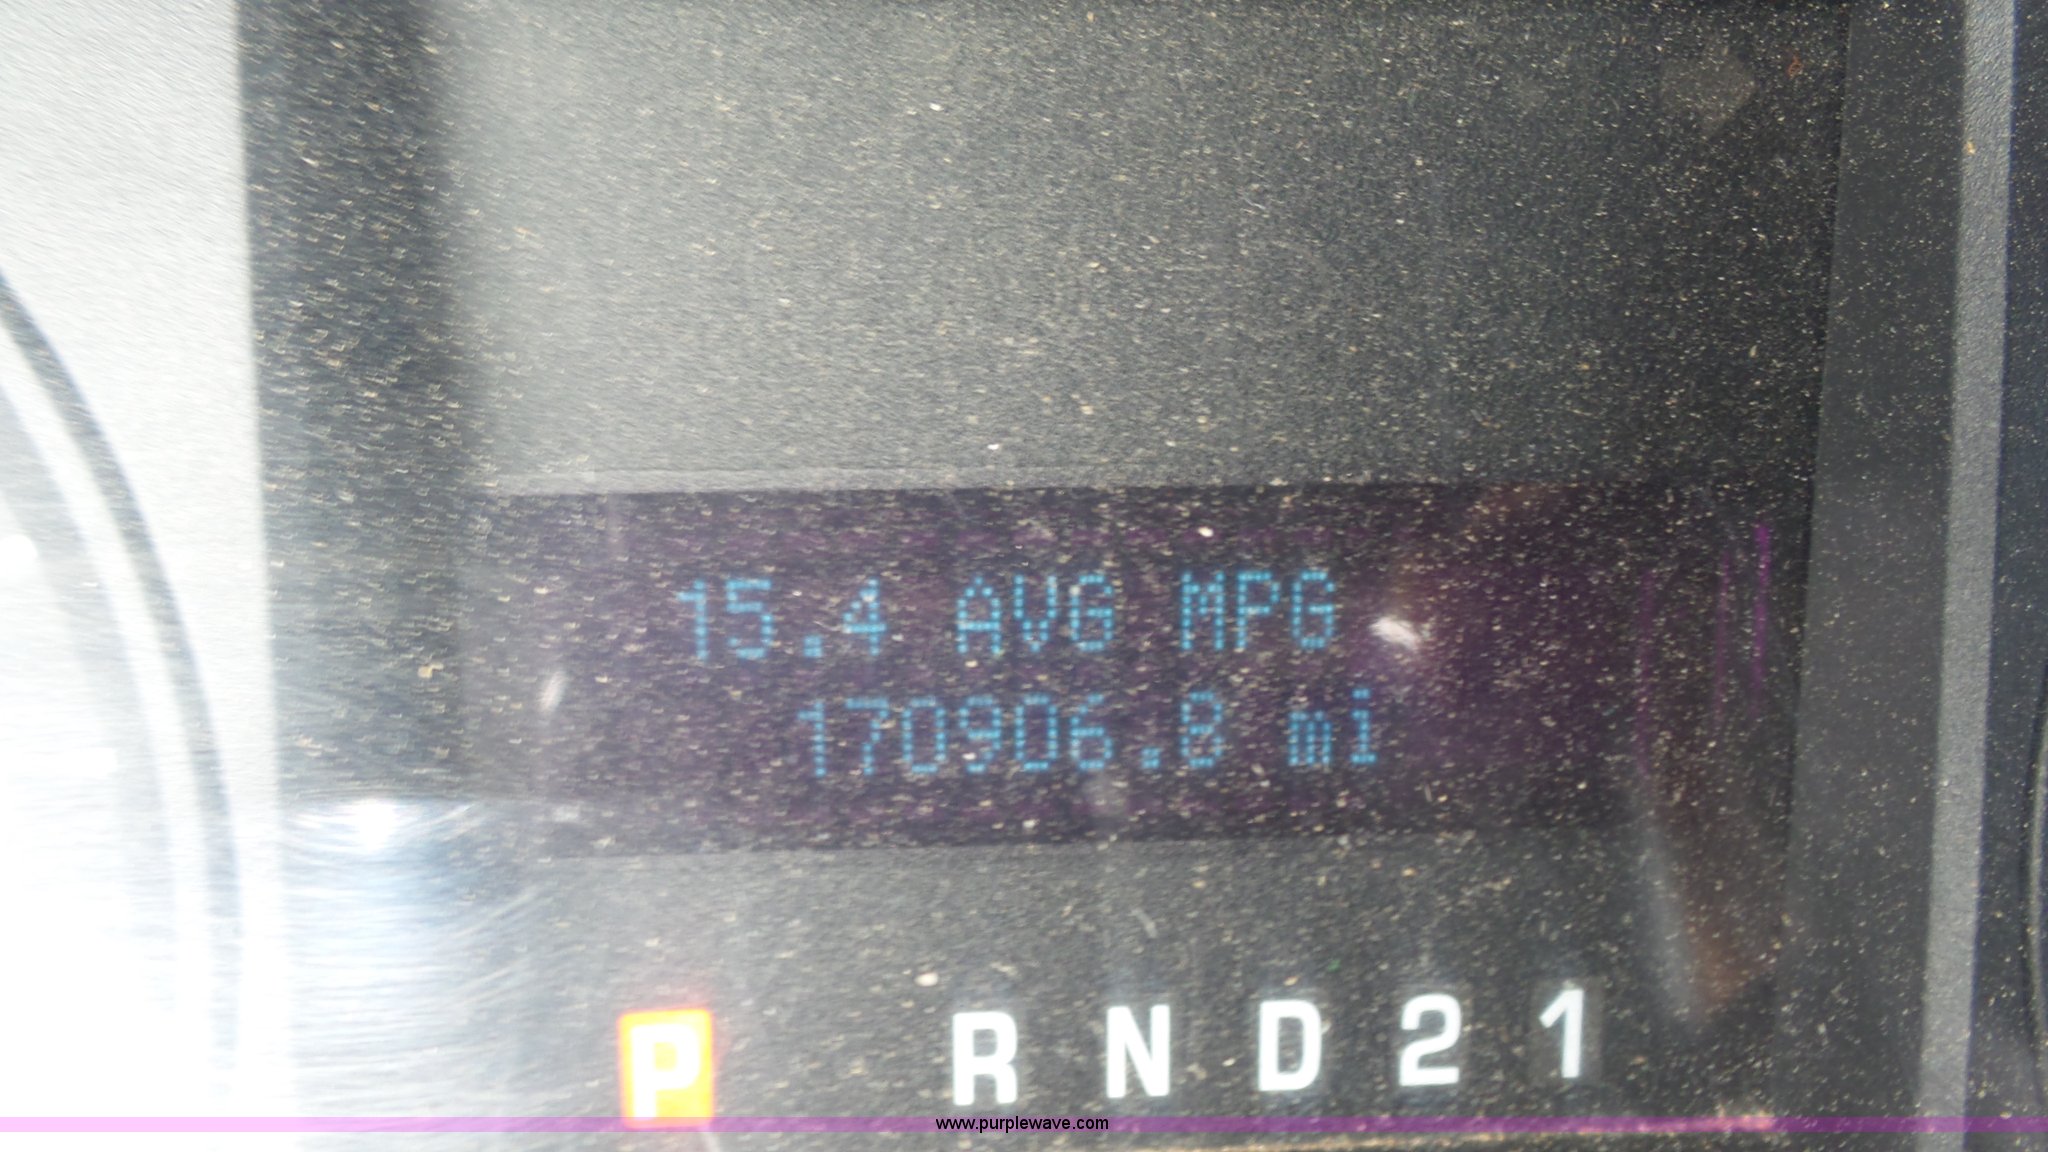 15.4 AVG MPG
170906.8 mi
P R N D 2 1
www.purplewave.com